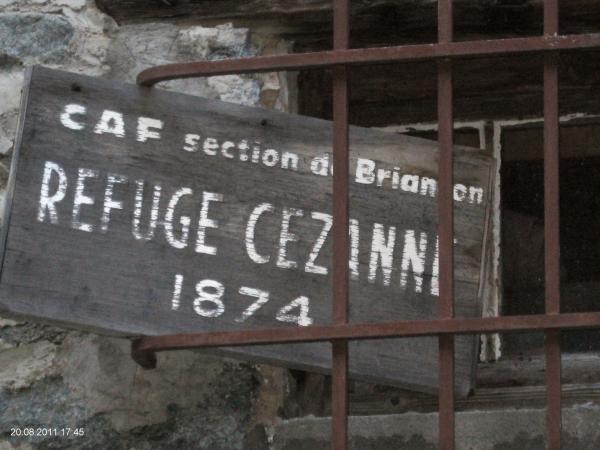 CAF section de Briançon
REFUGE CEZANNE
1874
20.08.2011 17:45